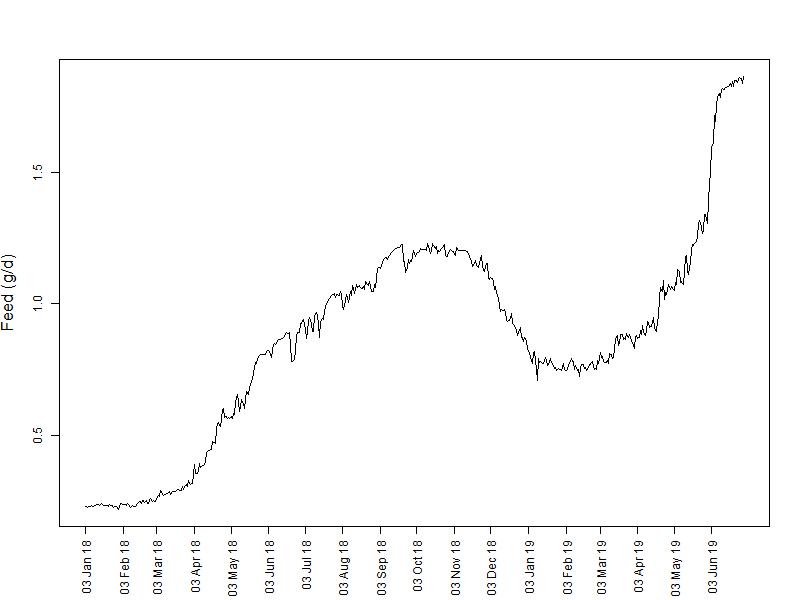 Feed (g/d)
1.5
1.0
0.5
03 Jan 18
03 Feb 18
03 Mar 18
03 Apr 18
03 May 18
03 Jun 18
03 Jul 18
03 Aug 18
03 Sep 18
03 Oct 18
03 Nov 18
03 Dec 18
03 Jan 19
03 Feb 19
03 Mar 19
03 Apr 19
03 May 19
03 Jun 19